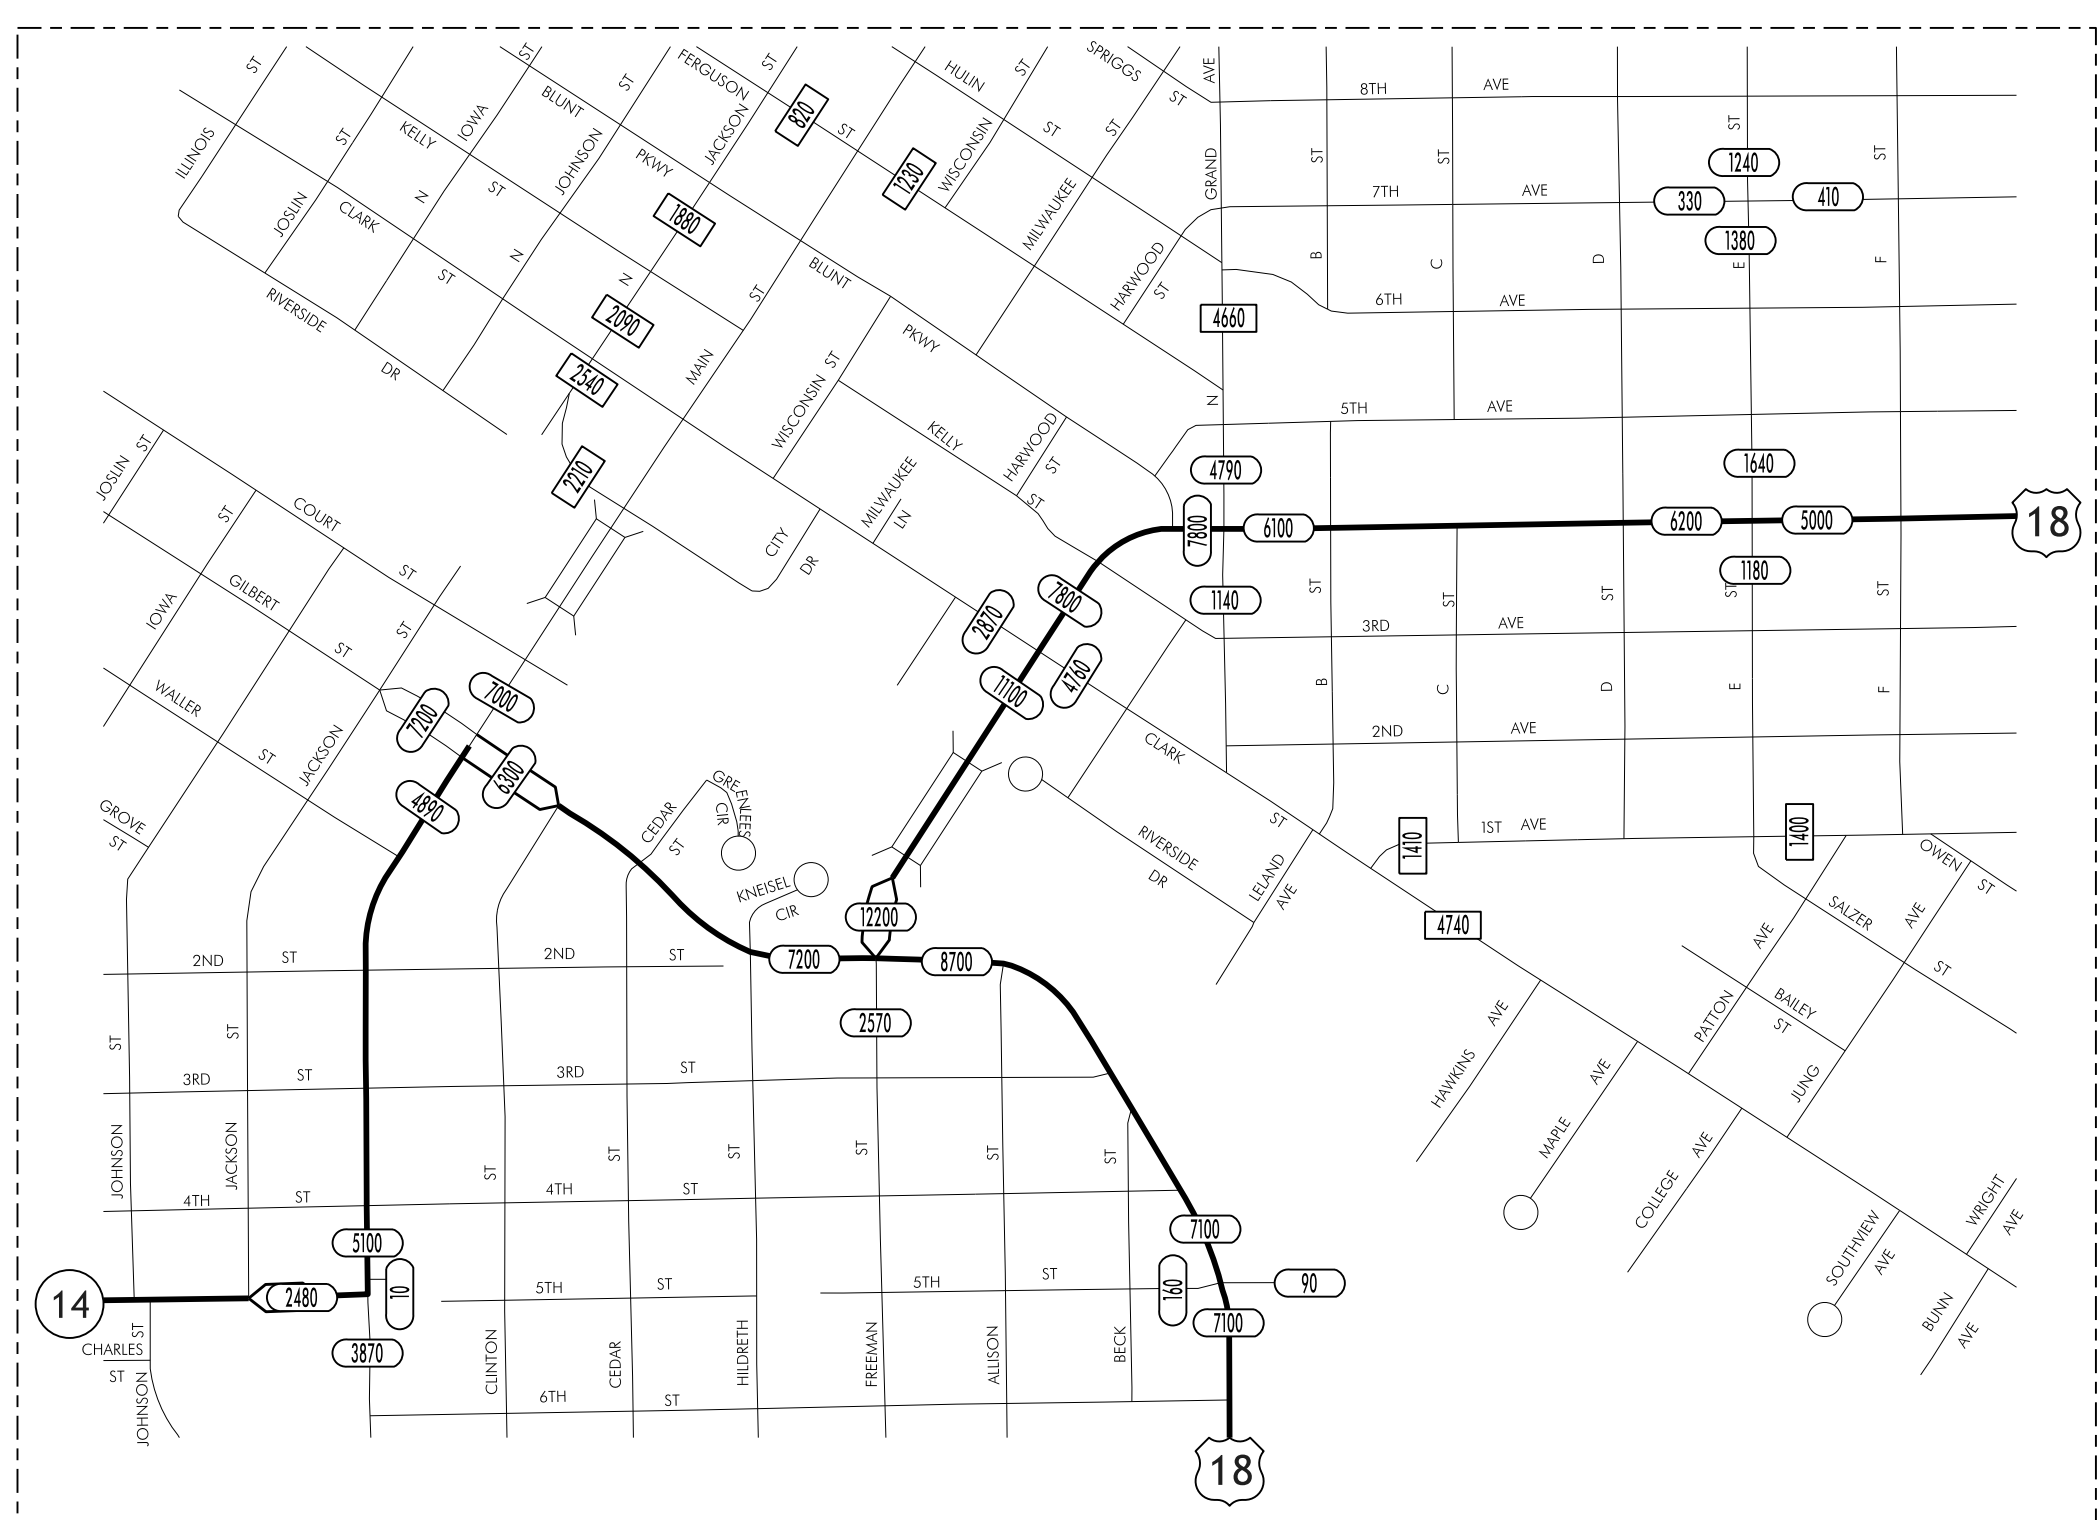 ST
ST
ST
FERGUSON
ST
HULIN
ST
SPRIGGS
ST
AVE
8TH AVE
ILLINOIS
ST
KELLY
IOWA
BLUNT
ST
JOHNSON
PKWY
JACKSON
820
ST
1230
WISCONSIN
ST
MILWAUKEE
ST
GRAND
ST
ST
ST
1240
ST
JOSLIN
CLARK
N
ST
N
N
1880
7TH AVE
330
410
1380
B
C
D
E
F
ST
RIVERSIDE
DR
2090
2540
MAIN
ST
BLUNT
PKWY
HARWOOD
ST
4660
6TH AVE
N
5TH AVE
JOSLIN
ST
ST
COURT
ST
2210
WISCONSIN
ST
KELLY
ST
HARWOOD
ST
MILWAUKEE
LN
CITY
DR
4790
7800
6100
6200
1640
5000
18
IOWA
GILBERT
ST
ST
2870
7800
1140
1180
ST
ST
ST
ST
ST
3RD AVE
WALLER
ST
JACKSON
7200
7000
11100
4760
B
C
D
E
F
2ND AVE
4890
6300
CLARK
ST
GROVE
ST
CEDAR
ST
GREENLEES
CIR
RIVERSIDE
DR
LELAND
AVE
1410
1ST AVE
1400
OWEN
ST
KNEISEL
CIR
12200
4740
SALZER
ST
PATTON
AVE
AVE
2ND ST
2ND ST
7200
8700
2570
BAILEY
ST
JUNG
HAWKINS
AVE
MAPLE
AVE
COLLEGE
AVE
ST
ST
3RD ST
3RD ST
JOHNSON
JACKSON
ST
ST
ST
ST
ST
ST
4TH ST
4TH ST
5100
7100
SOUTHVIEW
AVE
WRIGHT
AVE
BUNN
AVE
14
2480
10
5TH ST
5TH ST
160
90
7100
CHARLES
ST
ST
JOHNSON
3870
CLINTON
CEDAR
HILDRETH
FREEMAN
ALLISON
BECK
6TH ST
18